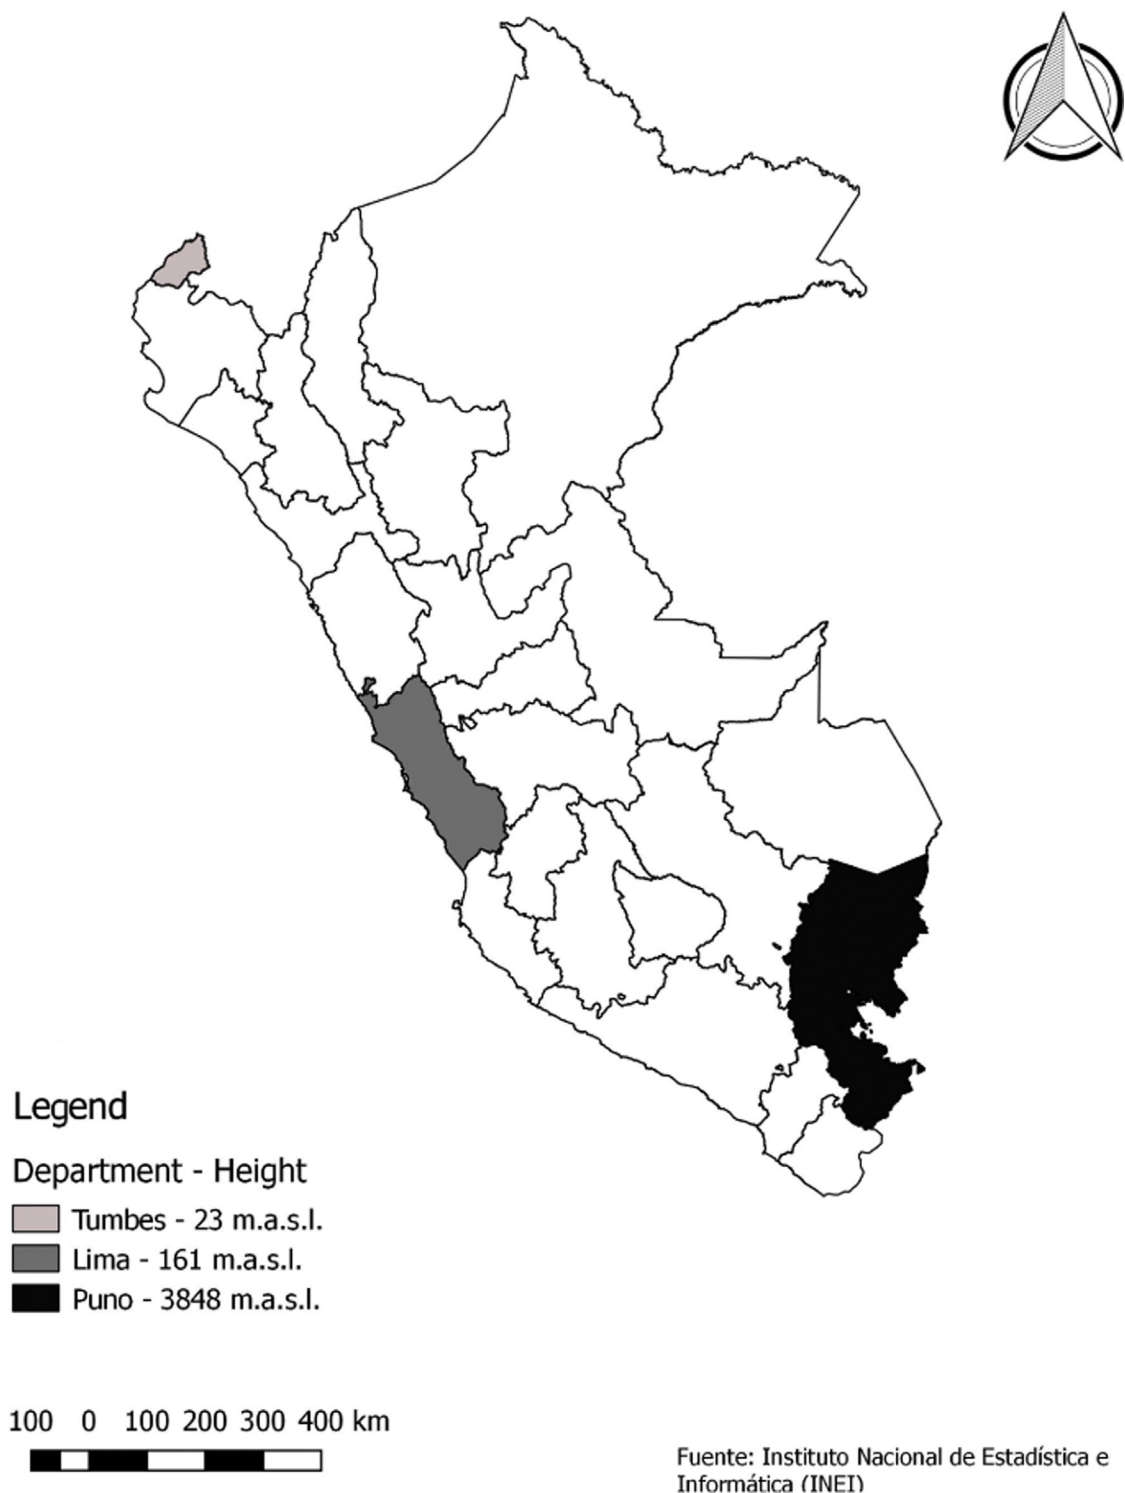 Legend
Department - Height
Tumbes - 23 m.a.s.l.
Lima - 161 m.a.s.l.
Puno - 3848 m.a.s.l.
100 0 100 200 300 400 km
Fuente: Instituto Nacional de Estadística e
Informática (INEI)